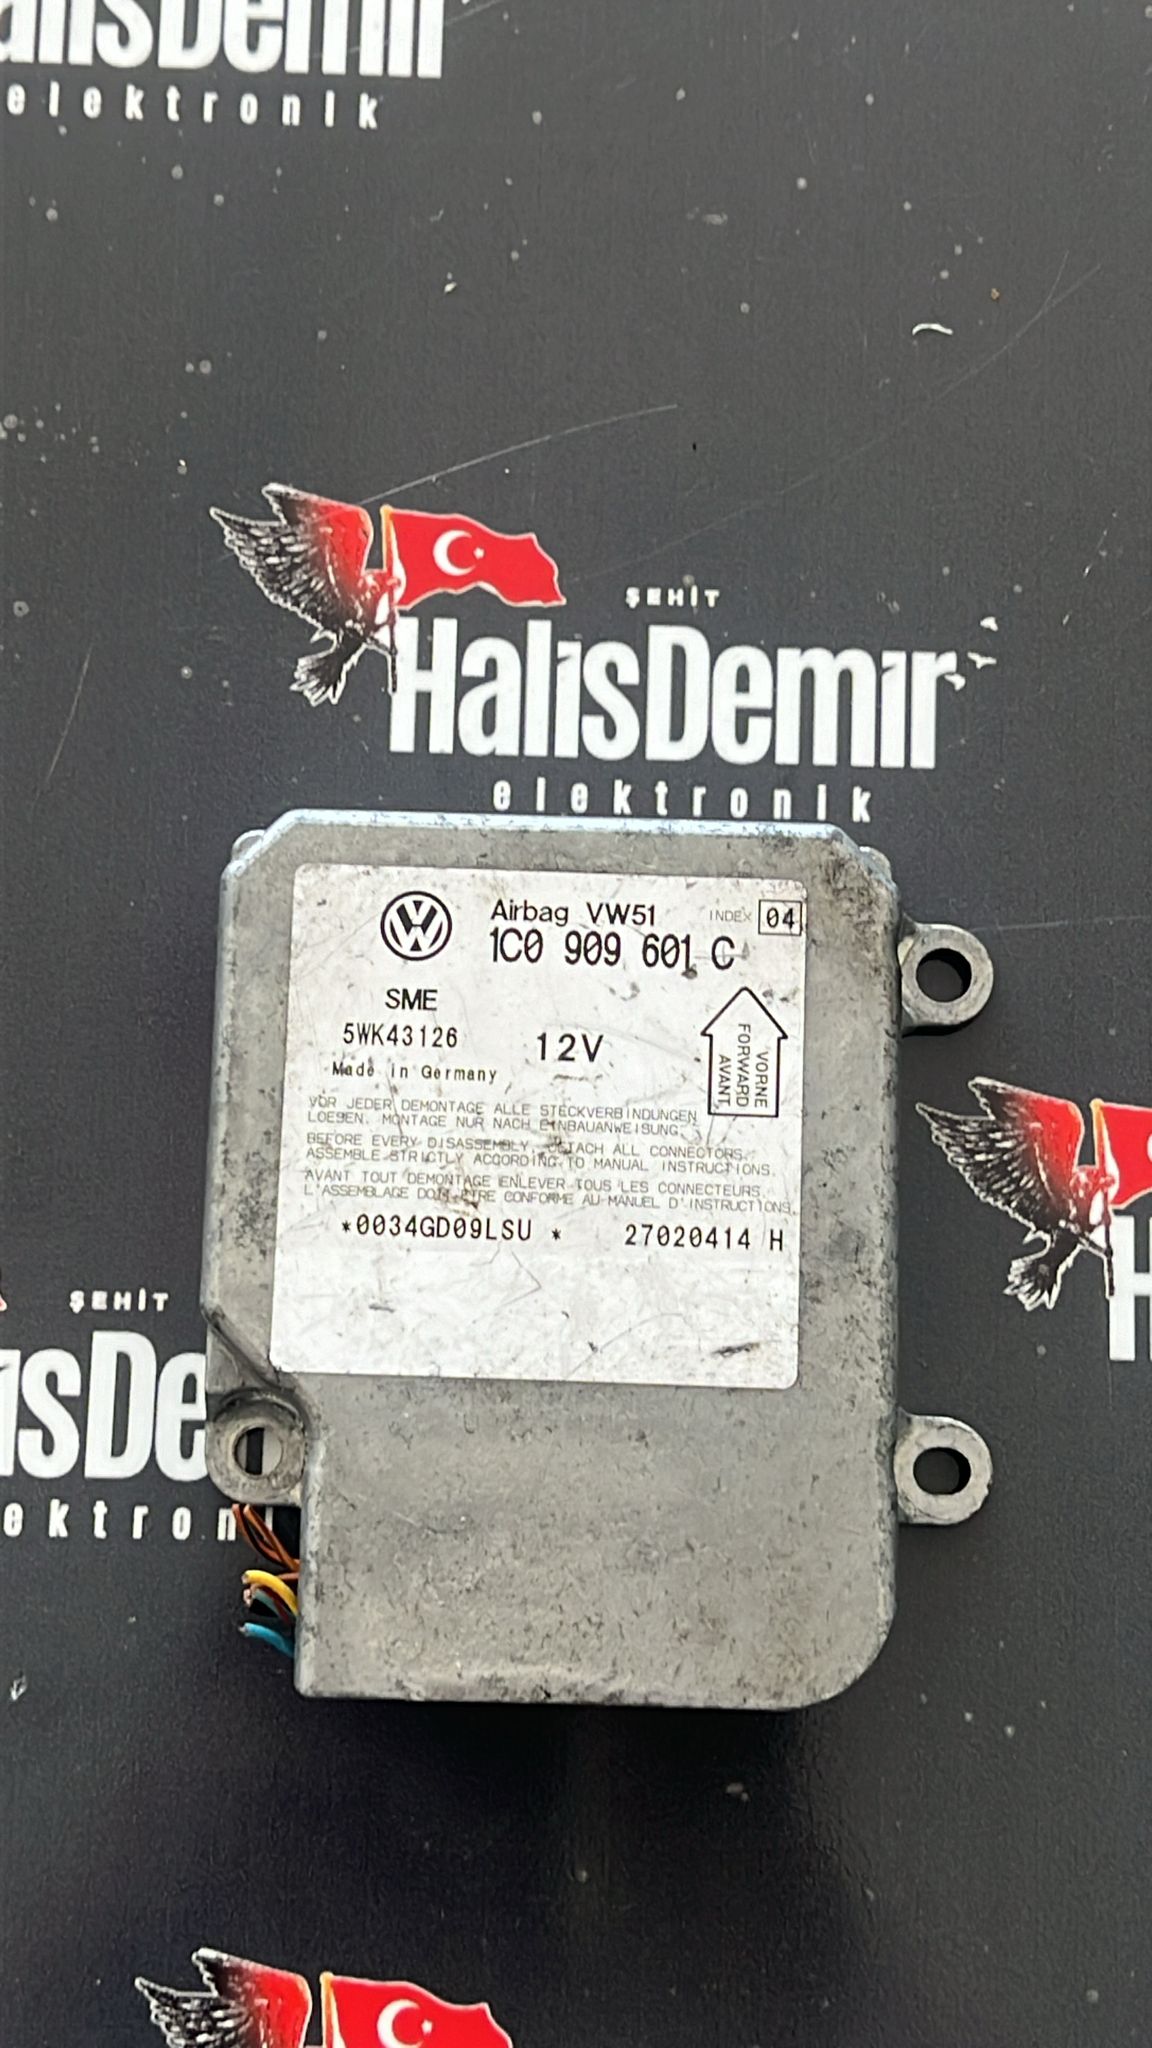 HalısDemır
elektronik
ŞEHİT
HalısDemır
elektronik
Airbag VW51 INDEX 04
1C0 909 601 C
SME
5WK43126
12V
Made in Germany
VORNE
FORWARD
AVANT
VOR JEDER DEMONTAGE ALLE STECKVERBINDUNGEN
LOESEN. MONTAGE NUR NACH EINBAUANWEISUNG.
BEFORE EVERY DISASSEMBLY, DETACH ALL CONNECTORS.
ASSEMBLE STRICTLY ACCORDING TO MANUAL INSTRUCTIONS.
AVANT TOUT DEMONTAGE ENLEVER TOUS LES CONNECTEURS.
L'ASSEMBLAGE DOIT ETRE CONFORME AU MANUEL D'INSTRUCTIONS.
*0034GD09LSU * 27020414 H
ŞEHİT
ısDe
ektron
H